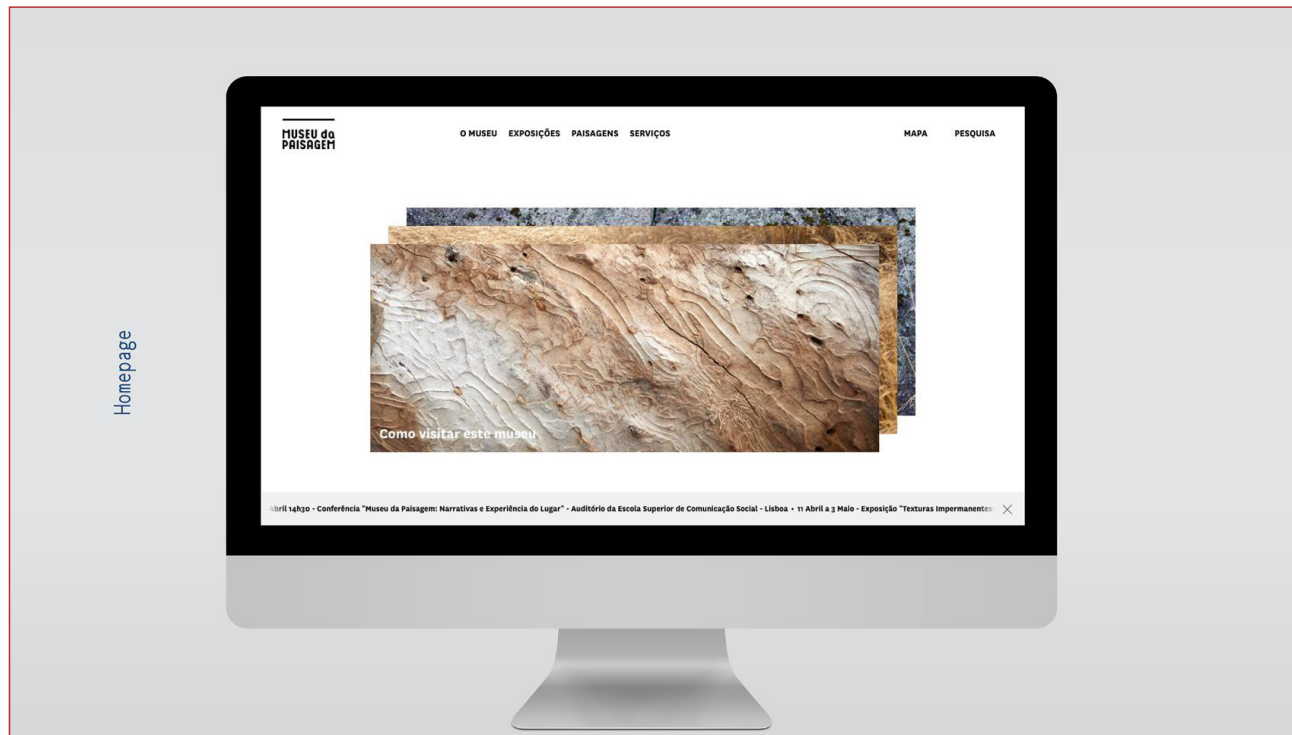 Homepage
MUSEU da
PAISAGEM
O MUSEU EXPOSIÇÕES PAISAGENS SERVIÇOS
MAPA PESQUISA
Como visitar este museu
Abril 14h30 - Conferência "Museu da Paisagem: Narrativas e Experiência do Lugar" - Auditório da Escola Superior de Comunicação Social - Lisboa • 11 Abril a 3 Maio - Exposição "Texturas Impermanentes: